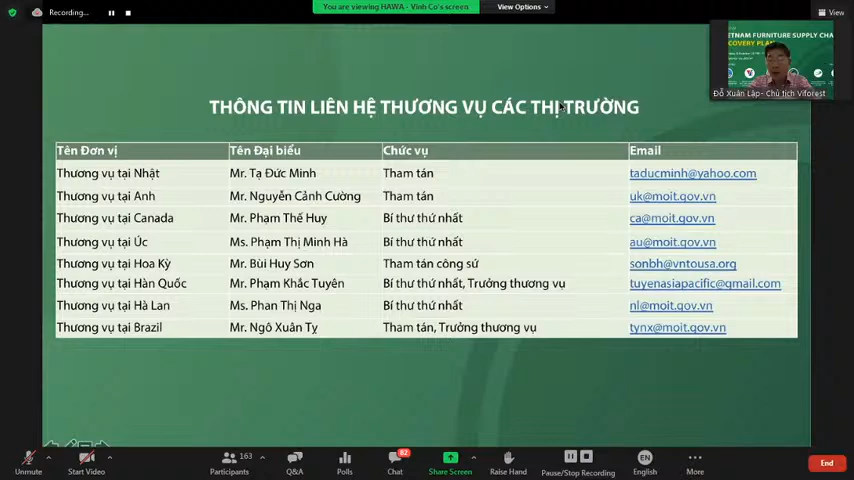 Recording...
You are viewing HAWA - Vinh Co's screen
View Options
View
VIETNAM FURNITURE SUPPLY CHA
COVERY PLAN
Đỗ Xuân Lập- Chủ tịch Viforest
THÔNG TIN LIÊN HỆ THƯƠNG VỤ CÁC THỊ TRƯỜNG
Tên Đơn vị Tên Đại biểu Chức vụ Email
Thương vụ tại Nhật Mr. Tạ Đức Minh Tham tán taducminh@yahoo.com
Thương vụ tại Anh Mr. Nguyễn Cảnh Cường Tham tán uk@moit.gov.vn
Thương vụ tại Canada Mr. Phạm Thế Huy Bí thư thứ nhất ca@moit.gov.vn
Thương vụ tại Úc Ms. Phạm Thị Minh Hà Bí thư thứ nhất au@moit.gov.vn
Thương vụ tại Hoa Kỳ Mr. Bùi Huy Sơn Tham tán công sứ sonbh@vntousa.org
Thương vụ tại Hàn Quốc Mr. Phạm Khắc Tuyên Bí thư thứ nhất, Trưởng thương vụ tuyenasiapacific@gmail.com
Thương vụ tại Hà Lan Ms. Phan Thị Nga Bí thư thứ nhất nl@moit.gov.vn
Thương vụ tại Brazil Mr. Ngô Xuân Tỵ Tham tán, Trưởng thương vụ tynx@moit.gov.vn
163 82 EN
Unmute Start Video Participants Q&A Polls Chat Share Screen Raise Hand Pause/Stop Recording English More End